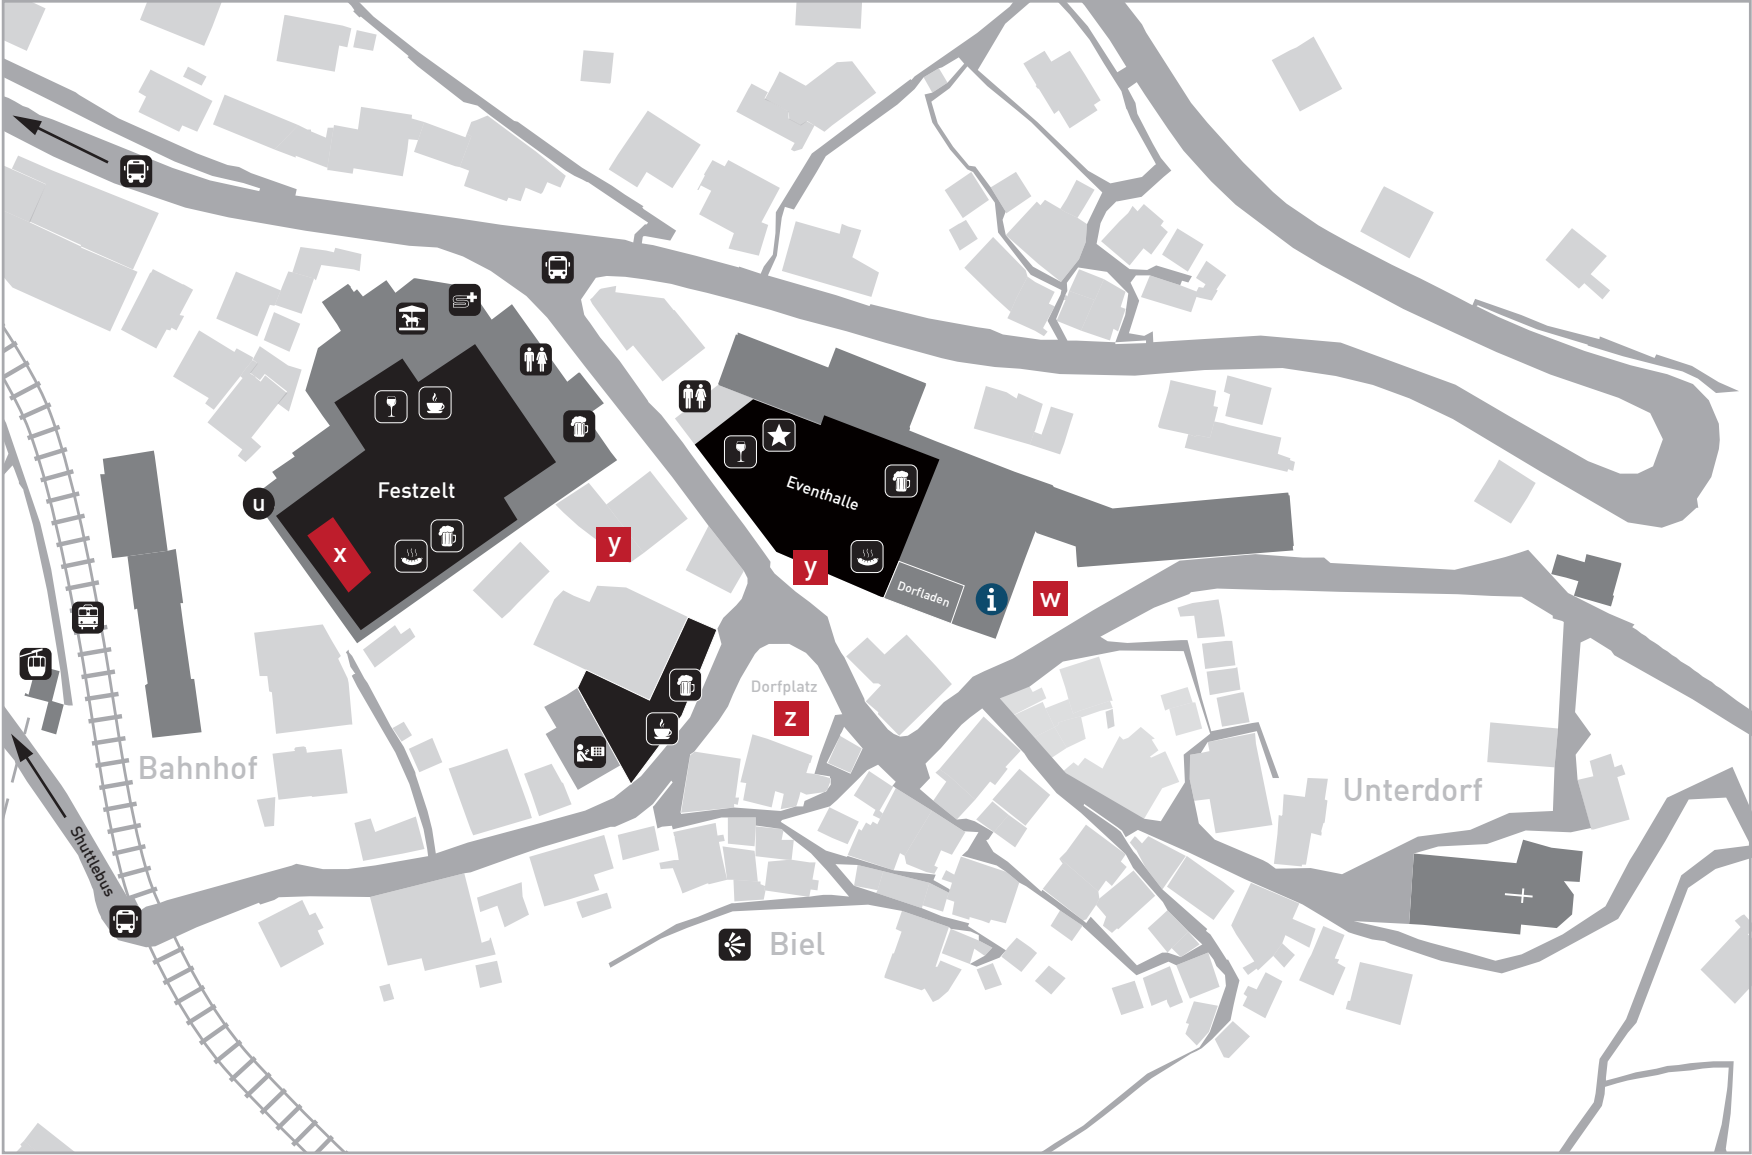 u
Festzelt
x
y
Eventhalle
y
Dorfladen
i
w
Dorfplatz
z
Bahnhof
Unterdorf
Shuttlebus
Biel